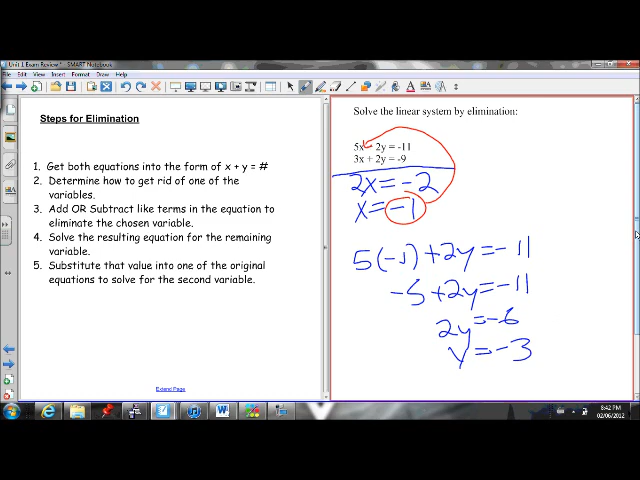 Unit 1 Exam Review * - SMART Notebook
File Edit View Insert Format Tools Add-ons Draw Help
Steps for Elimination
1. Get both equations into the form of x + y = #
2. Determine how to get rid of one of the
variables.
3. Add OR Subtract like terms in the equation to
eliminate the chosen variable.
4. Solve the resulting equation for the remaining
variable.
5. Substitute that value into one of the original
equations to solve for the second variable.
Extend Page
Solve the linear system by elimination:
5x - 2y = -11
3x + 2y = -9
2x = -2
x = -1
5(-1) + 2y = -11
-5 + 2y = -11
2y = -6
y = -3
8:42 PM
02/06/2012